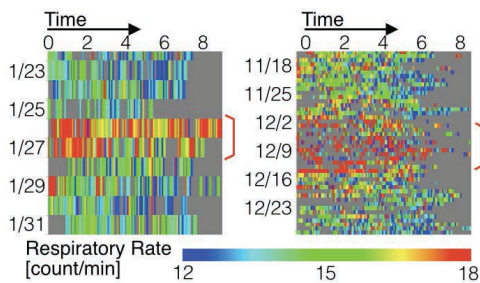 Time
0 2 4 6 8
1/23
1/25
1/27
1/29
1/31
Time
0 2 4 6 8
11/18
11/25
12/2
12/9
12/16
12/23
Respiratory Rate
[count/min]
12 15 18